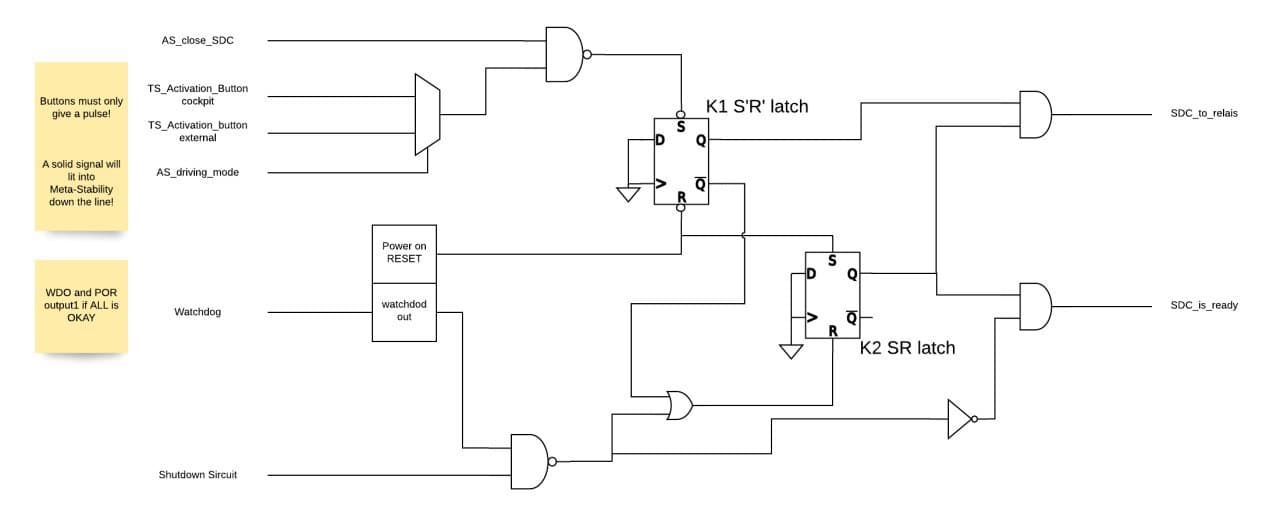 AS_close_SDC
Buttons must only
give a pulse!
A solid signal will
lit into
Meta-Stability
down the line!
TS_Activation_Button
cockpit
TS_Activation_button
external
AS_driving_mode
K1 S'R' latch
S
D
Q
>
Q
R
SDC_to_relais
Power on
RESET
watchdod
out
WDO and POR
output1 if ALL is
OKAY
Watchdog
S
D
Q
>
Q
R
K2 SR latch
SDC_is_ready
Shutdown Sircuit